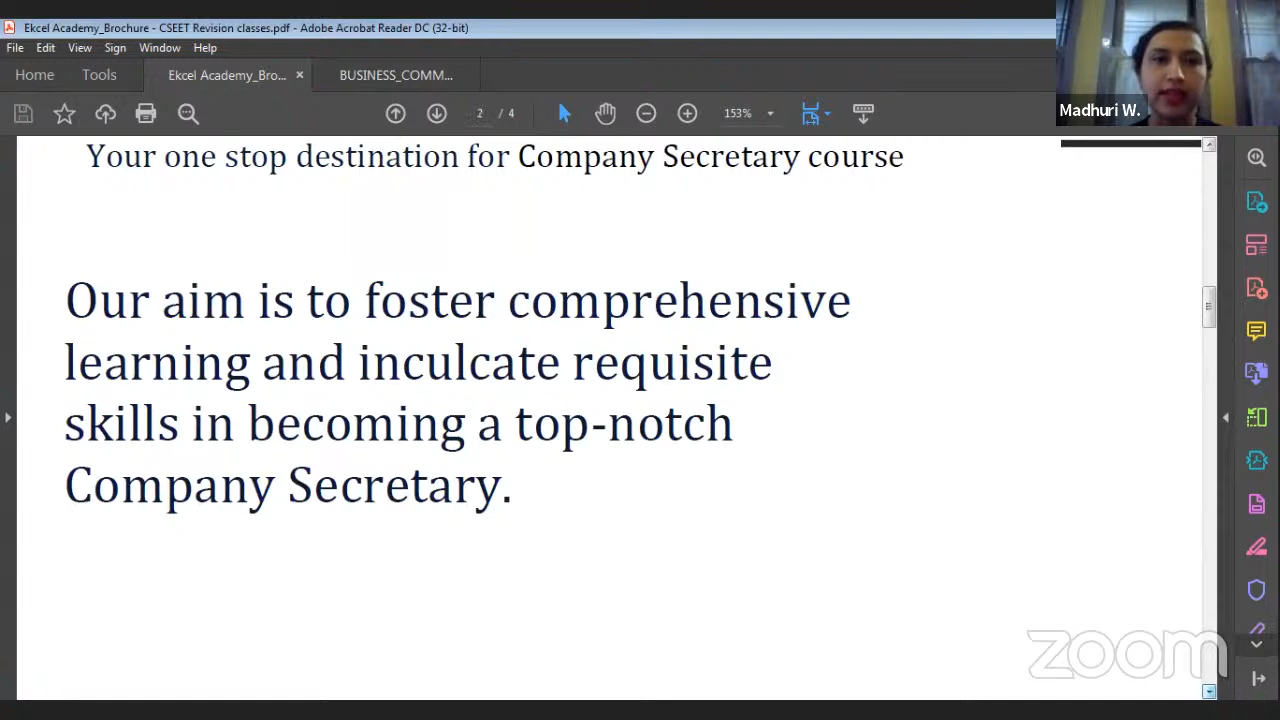 Ekcel Academy_Brochure - CSEET Revision classes.pdf - Adobe Acrobat Reader DC (32-bit)
File Edit View Sign Window Help
Home Tools Ekcel Academy_Bro... × BUSINESS_COMM...
2 / 4 153%
Madhuri W.
Your one stop destination for Company Secretary course
Our aim is to foster comprehensive
learning and inculcate requisite
skills in becoming a top-notch
Company Secretary.
zoom